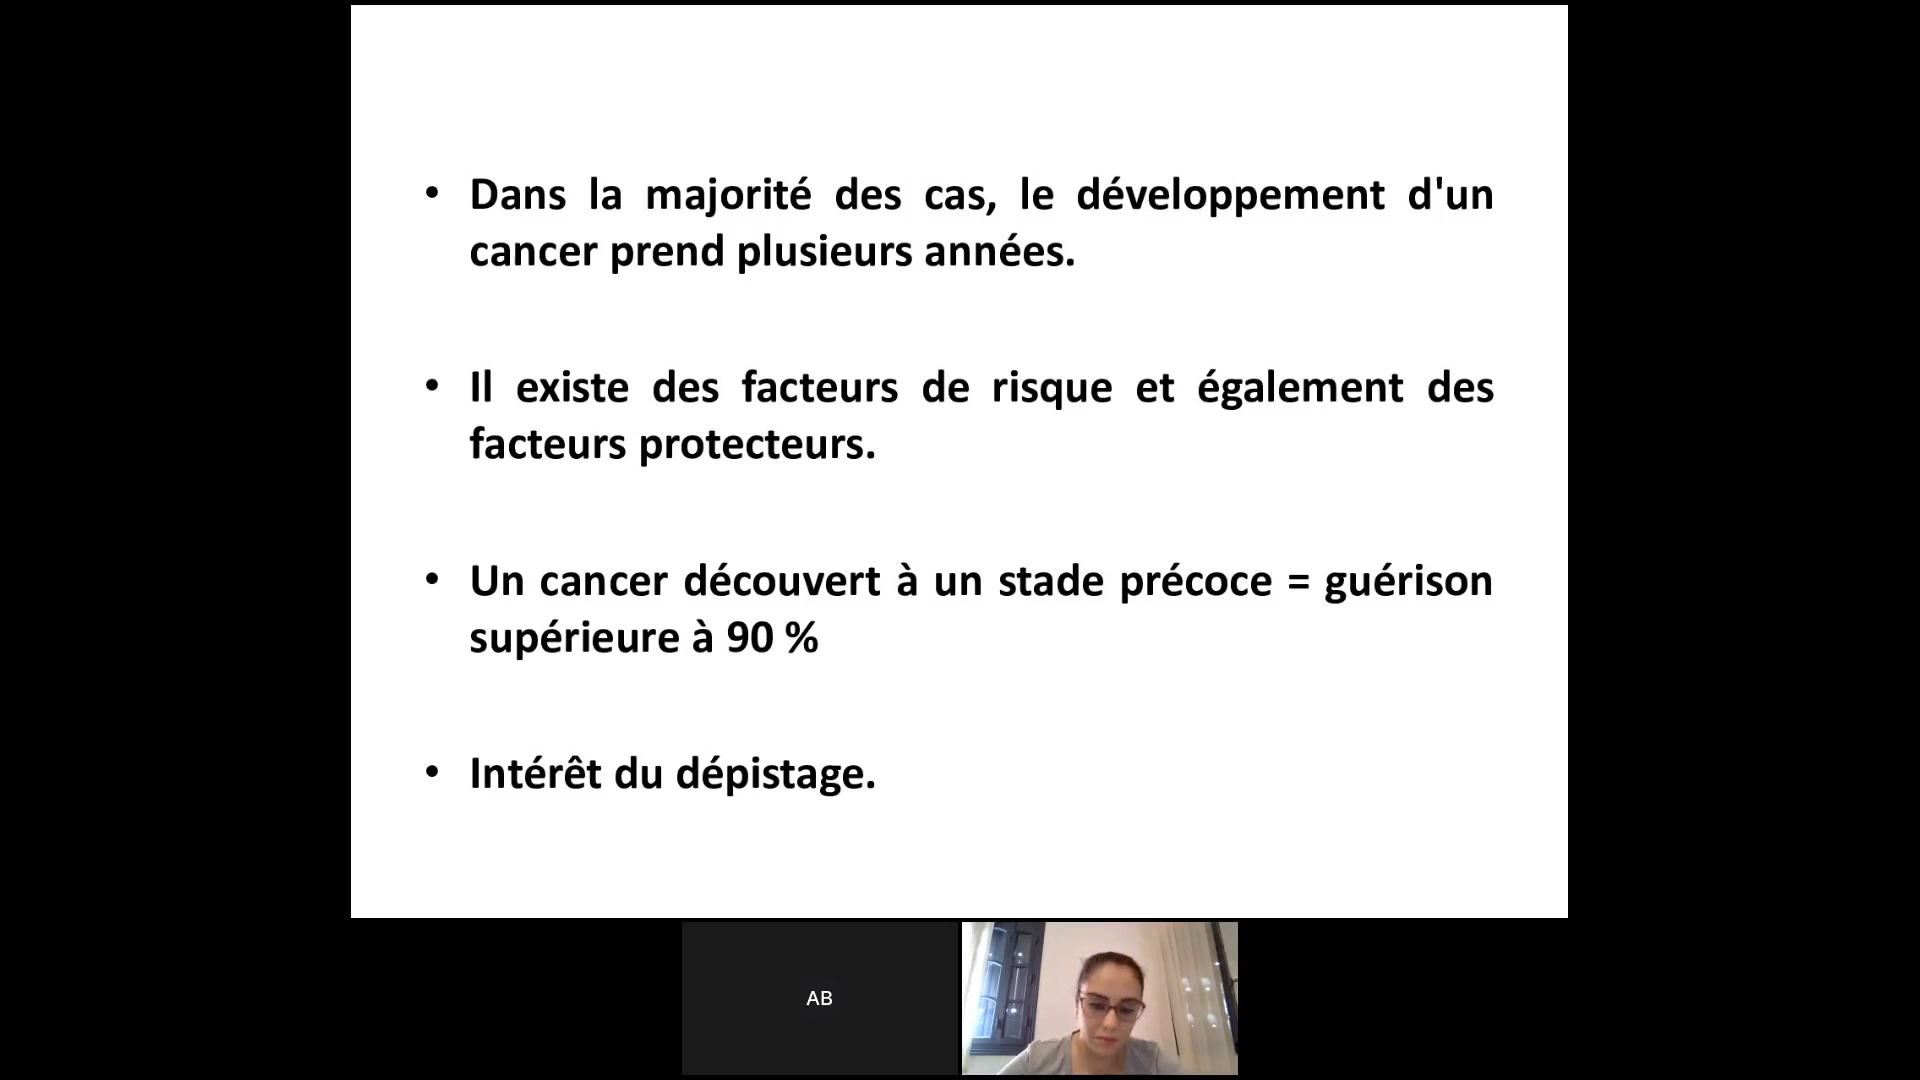 • Dans la majorité des cas, le développement d'un
cancer prend plusieurs années.
• Il existe des facteurs de risque et également des
facteurs protecteurs.
• Un cancer découvert à un stade précoce = guérison
supérieure à 90 %
• Intérêt du dépistage.
AB